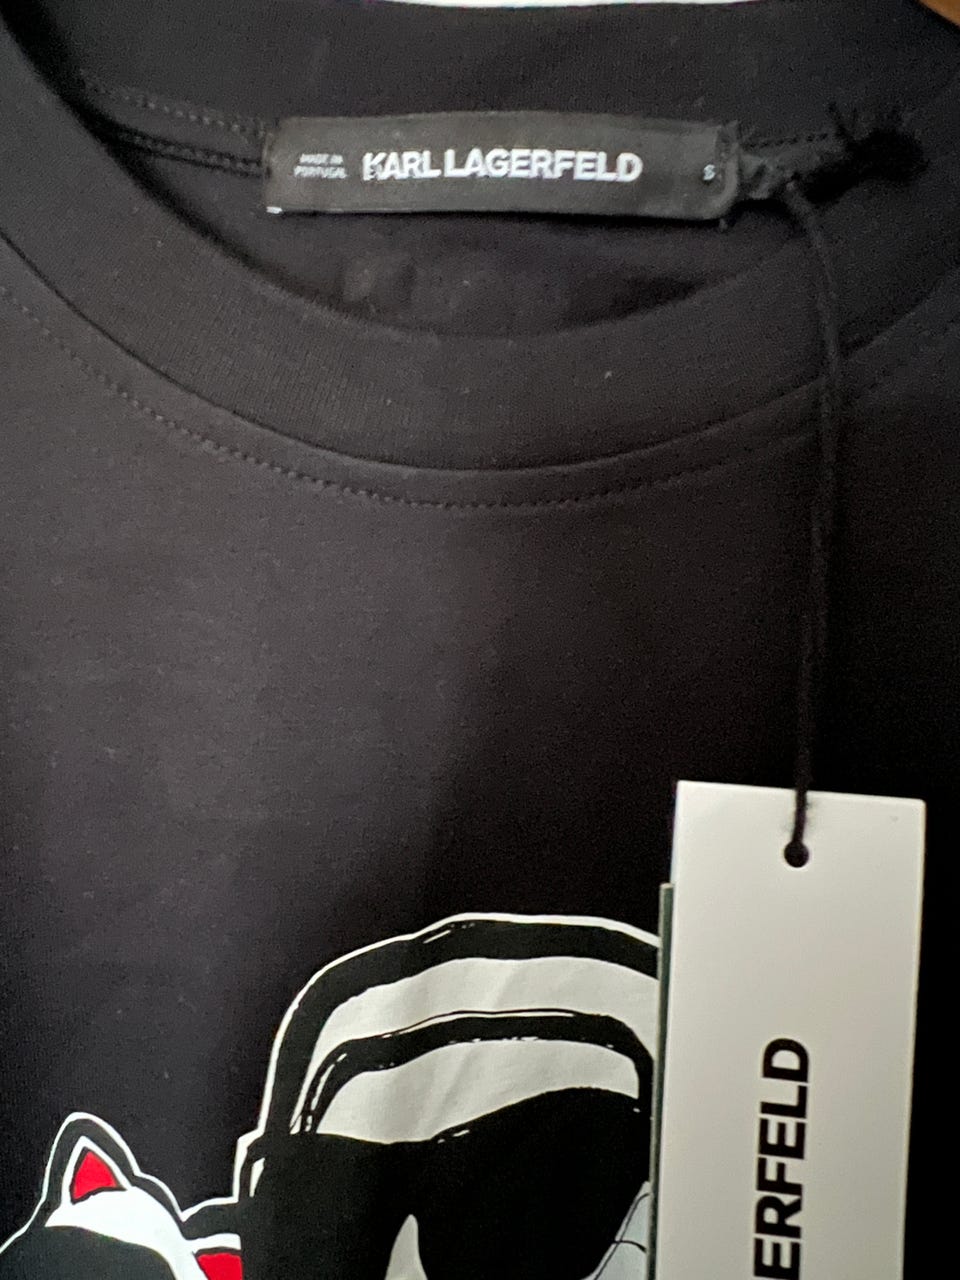 MADE IN
PORTUGAL
KARL LAGERFELD
S
ERFELD